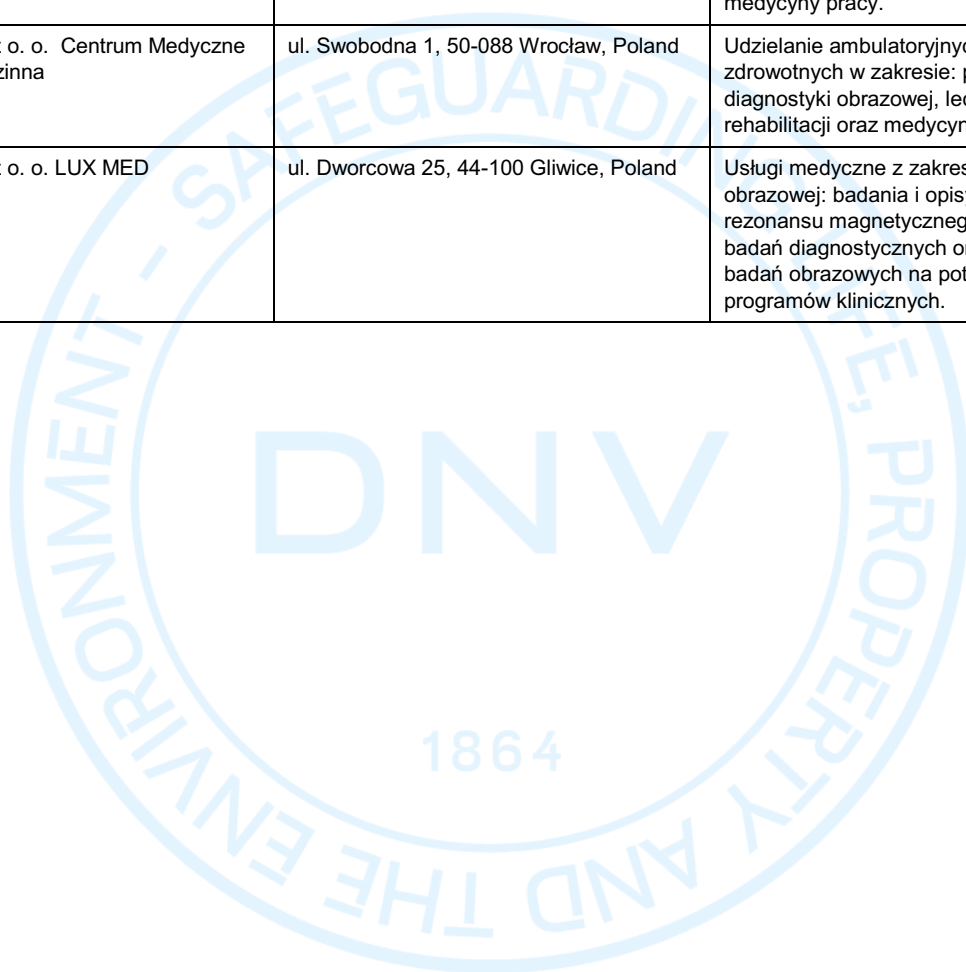 medycyny pracy.
o. o. Centrum Medyczne
zinna
ul. Swobodna 1, 50-088 Wrocław, Poland
Udzielanie ambulatoryjnyc
zdrowotnych w zakresie: p
diagnostyki obrazowej, lec
rehabilitacji oraz medycyn
o. o. LUX MED
ul. Dworcowa 25, 44-100 Gliwice, Poland
Usługi medyczne z zakres
obrazowej: badania i opis
rezonansu magnetyczneg
badań diagnostycznych o
badań obrazowych na pot
programów klinicznych.
SAFEGUARDING LIFE, PROPERTY AND THE ENVIRONMENT -
DNV
1864